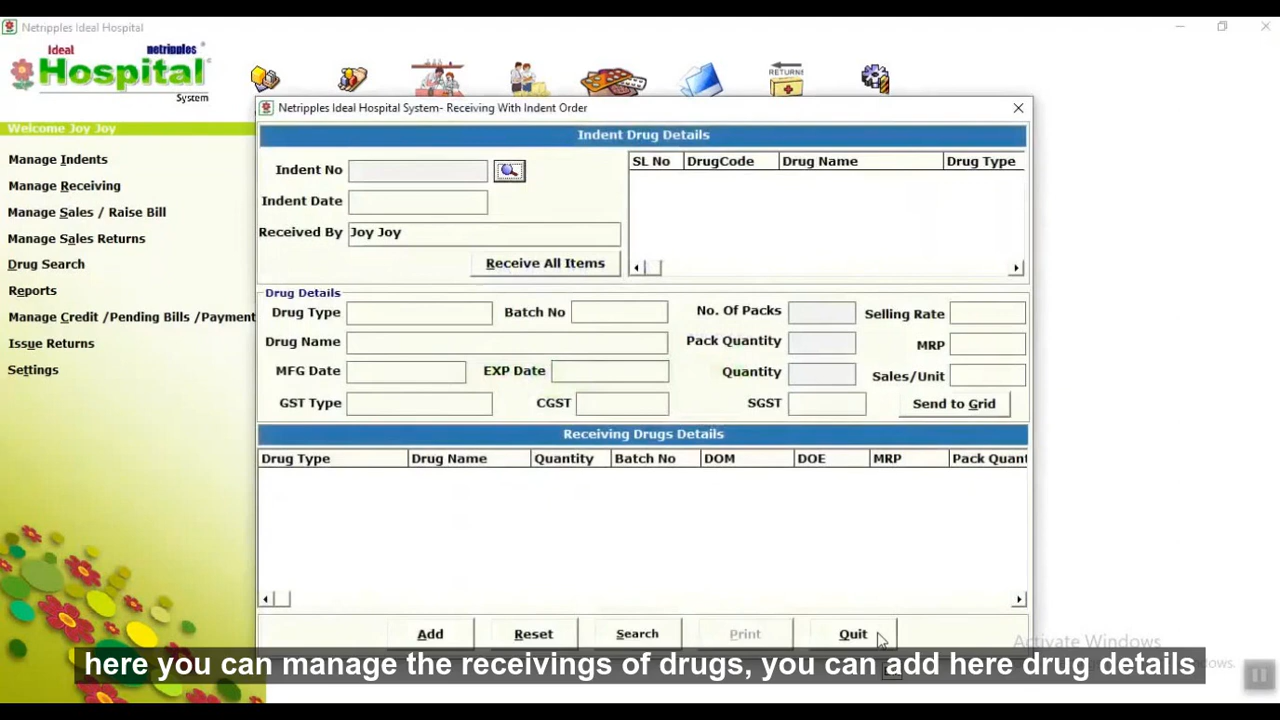 Netripples Ideal Hospital
Ideal netripples
Hospital
System
RETURNS
Welcome Joy Joy
Manage Indents
Manage Receiving
Manage Sales / Raise Bill
Manage Sales Returns
Drug Search
Reports
Manage Credit /Pending Bills /Payment
Issue Returns
Settings
Netripples Ideal Hospital System- Receiving With Indent Order
Indent Drug Details
Indent No
Indent Date
Received By Joy Joy
Receive All Items
SL No DrugCode Drug Name Drug Type
Drug Details
Drug Type Batch No No. Of Packs Selling Rate
Drug Name Pack Quantity MRP
MFG Date EXP Date Quantity Sales/Unit
GST Type CGST SGST Send to Grid
Receiving Drugs Details
Drug Type Drug Name Quantity Batch No DOM DOE MRP Pack Quant
Add Reset Search Print Quit
Activate Windows
here you can manage the receivings of drugs, you can add here drug details